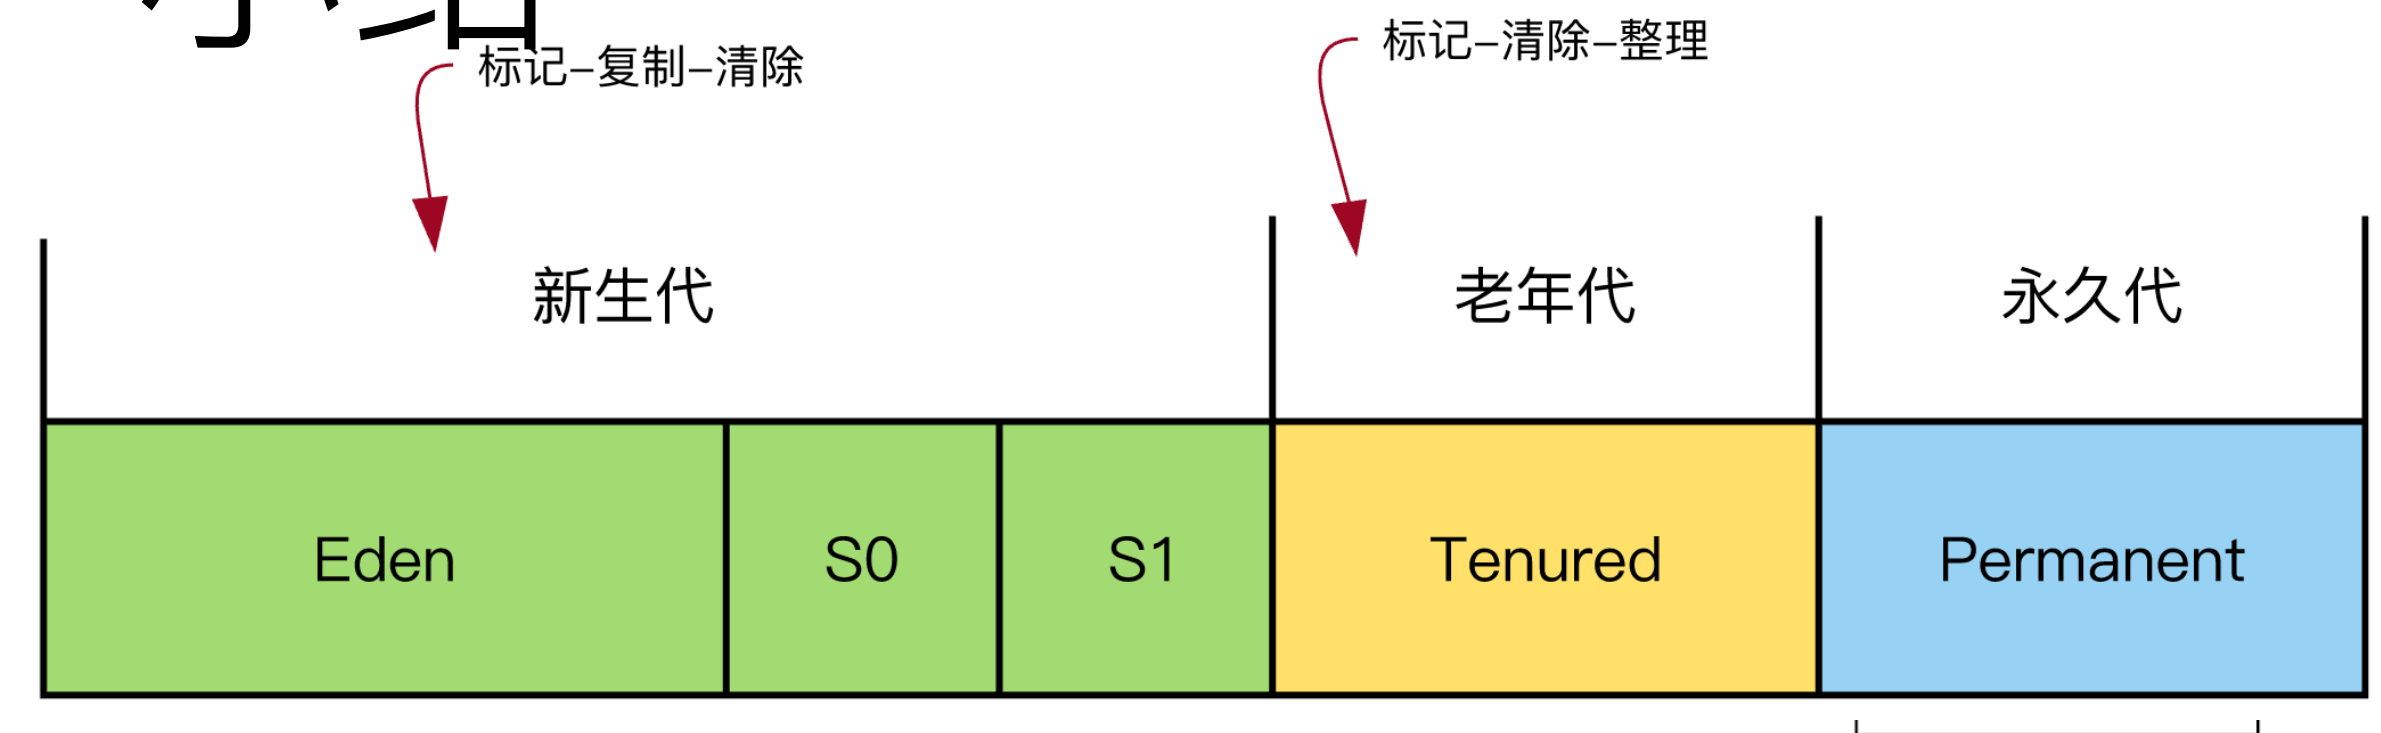 标记–复制–清除
标记–清除–整理
新生代
老年代
永久代
Eden
S0
S1
Tenured
Permanent